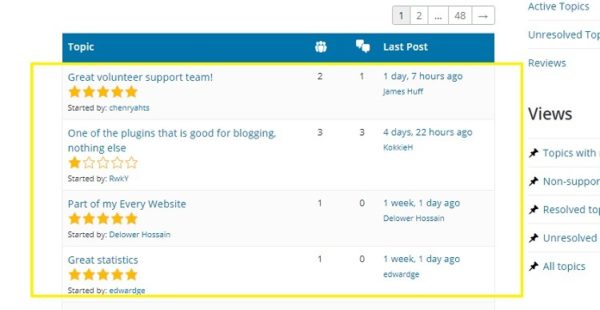 1 2 ... 48 →
Active Topics
Unresolved Top
Reviews
Views
Topics with
Non-suppor
Resolved top
Unresolved
All topics
Topic Last Post
Great volunteer support team! 2 1 1 day, 7 hours ago
Started by: chenryahts James Huff
One of the plugins that is good for blogging, 3 3 4 days, 22 hours ago
nothing else KokkieH
Started by: RwkY
Part of my Every Website 1 0 1 week, 1 day ago
Started by: Delower Hossain Delower Hossain
Great statistics 1 0 1 week, 1 day ago
Started by: edwardge edwardge